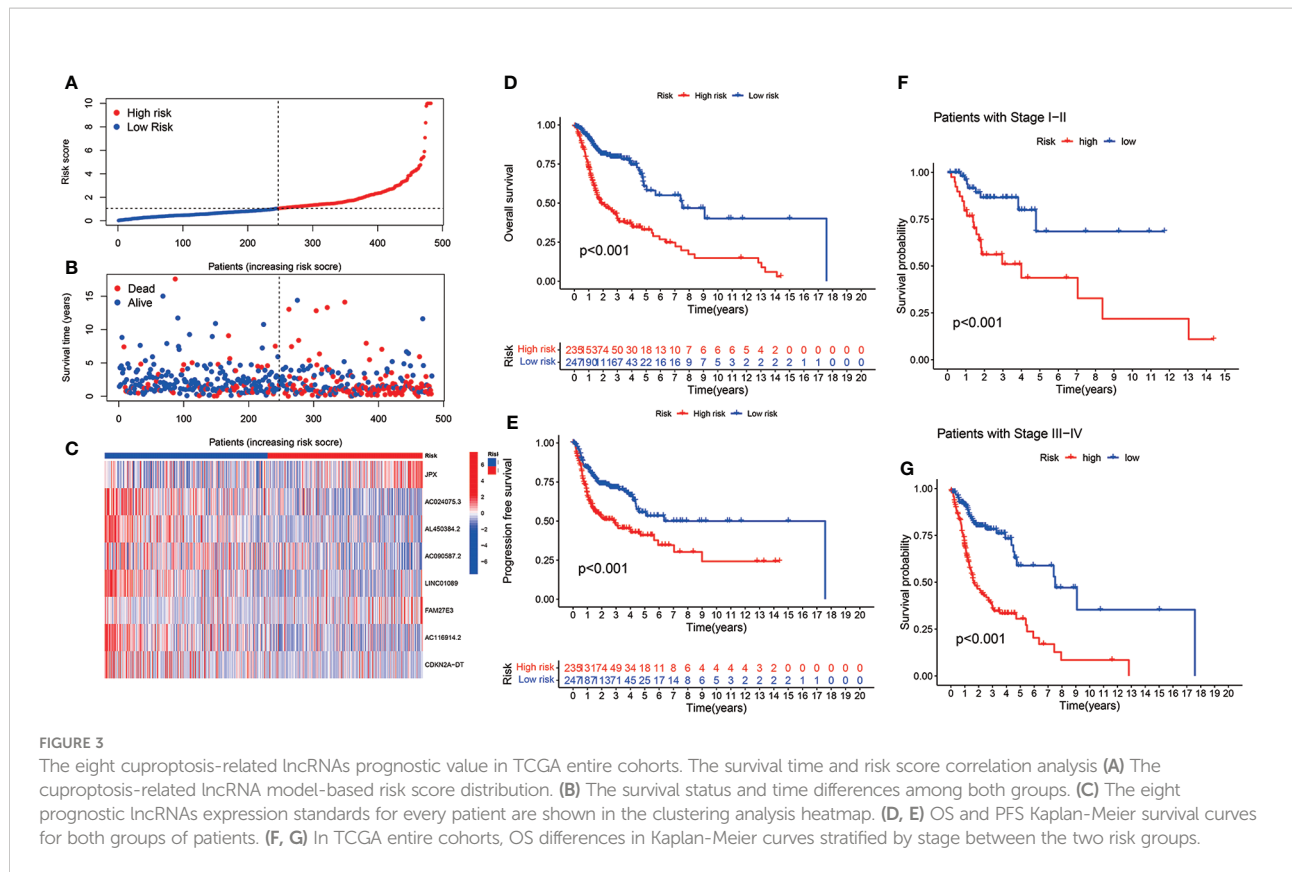 A
High risk
Low Risk
Risk score
10
8
6
4
2
0
0 100 200 300 400 500
Patients (increasing risk socre)
B
Dead
Alive
Survival time (years)
15
10
5
0
0 100 200 300 400 500
Patients (increasing risk socre)
C
Risk
JPX
AC024075.3
AL450384.2
AC090587.2
LINC01089
FAM27E3
AC116914.2
CDKN2A-DT
6
4
2
0
-2
-4
-6
D
Risk High risk Low risk
Overall survival
1.00
0.75
0.50
0.25
0.00
p<0.001
0 1 2 3 4 5 6 7 8 9 10 11 12 13 14 15 16 17 18 19 20
Time(years)
Risk
High risk 235 153 74 50 30 18 13 10 7 6 6 6 5 4 2 0 0 0 0 0 0
Low risk 247 190 111 67 43 22 16 16 9 7 5 3 2 2 2 2 1 1 0 0 0
0 1 2 3 4 5 6 7 8 9 10 11 12 13 14 15 16 17 18 19 20
Time(years)
E
Risk High risk Low risk
Progression free survival
1.00
0.75
0.50
0.25
0.00
p<0.001
0 1 2 3 4 5 6 7 8 9 10 11 12 13 14 15 16 17 18 19 20
Time(years)
Risk
High risk 235 131 74 49 34 18 11 8 6 4 4 4 4 3 2 0 0 0 0 0 0
Low risk 247 187 113 71 45 25 17 14 8 6 5 3 2 2 2 2 1 1 0 0 0
0 1 2 3 4 5 6 7 8 9 10 11 12 13 14 15 16 17 18 19 20
Time(years)
F
Patients with Stage I-II
Risk high low
Survival probability
1.00
0.75
0.50
0.25
0.00
p<0.001
0 1 2 3 4 5 6 7 8 9 10 11 12 13 14 15
Time(years)
Patients with Stage III-IV
G
Risk high low
Survival probability
1.00
0.75
0.50
0.25
0.00
p<0.001
0 1 2 3 4 5 6 7 8 9 10 11 12 13 14 15 16 17 18 19 20
Time(years)
FIGURE 3
The eight cuproptosis-related lncRNAs prognostic value in TCGA entire cohorts. The survival time and risk score correlation analysis (A) The
cuproptosis-related lncRNA model-based risk score distribution. (B) The survival status and time differences among both groups. (C) The eight
prognostic lncRNAs expression standards for every patient are shown in the clustering analysis heatmap. (D, E) OS and PFS Kaplan-Meier survival curves
for both groups of patients. (F, G) In TCGA entire cohorts, OS differences in Kaplan-Meier curves stratified by stage between the two risk groups.